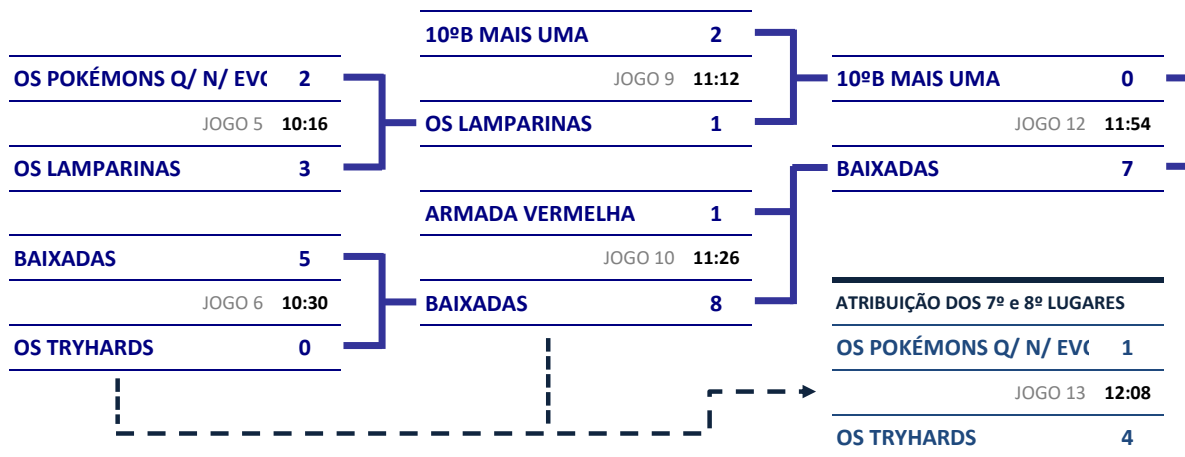 10ºB MAIS UMA 2
OS POKÉMONS Q/ N/ EV 2
JOGO 9 11:12
10ºB MAIS UMA 0
JOGO 5 10:16
OS LAMPARINAS 1
JOGO 12 11:54
OS LAMPARINAS 3
BAIXADAS 7
ARMADA VERMELHA 1
BAIXADAS 5
JOGO 10 11:26
JOGO 6 10:30
BAIXADAS 8
ATRIBUIÇÃO DOS 7º e 8º LUGARES
OS TRYHARDS 0
OS POKÉMONS Q/ N/ EV 1
JOGO 13 12:08
OS TRYHARDS 4